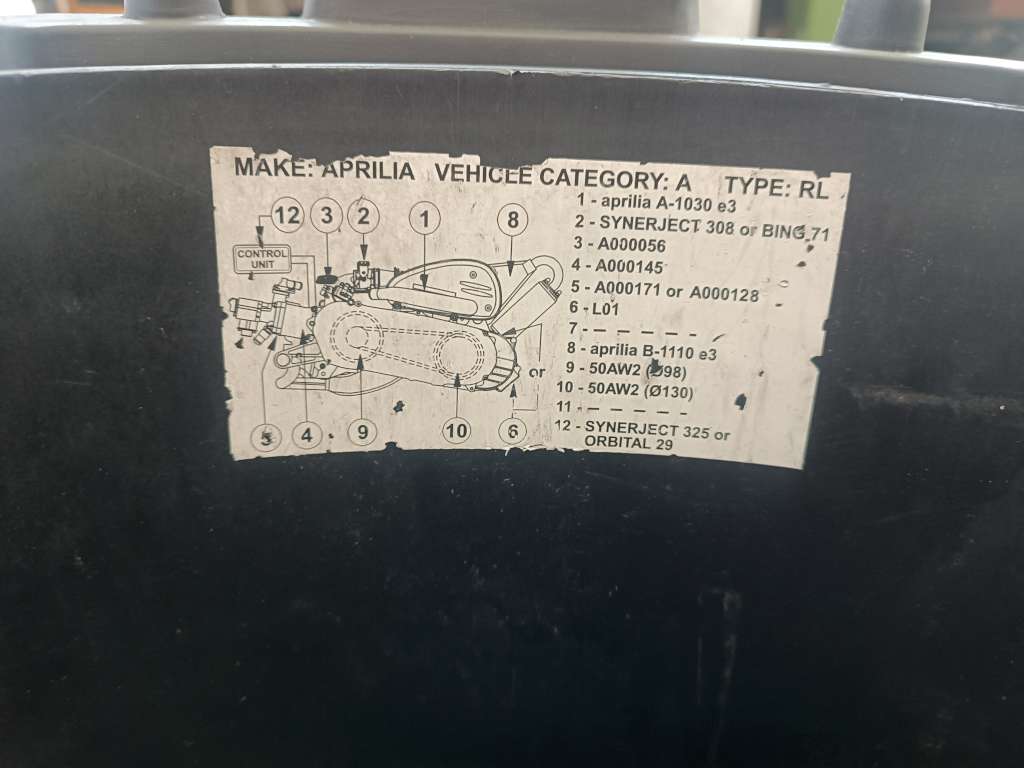 MAKE: APRILIA VEHICLE CATEGORY: A TYPE: RL
12 3 2 1 8
CONTROL
UNIT
or
5 4 9 10 6
1 - aprilia A-1030 e3
2 - SYNERJECT 308 or BING 71
3 - A000056
4 - A000145
5 - A000171 or A000128
6 - L01
7 - – – – – –
8 - aprilia B-1110 e3
9 - 50AW2 (Ø98)
10 - 50AW2 (Ø130)
11 - – – – – –
12 - SYNERJECT 325 or
ORBITAL 29